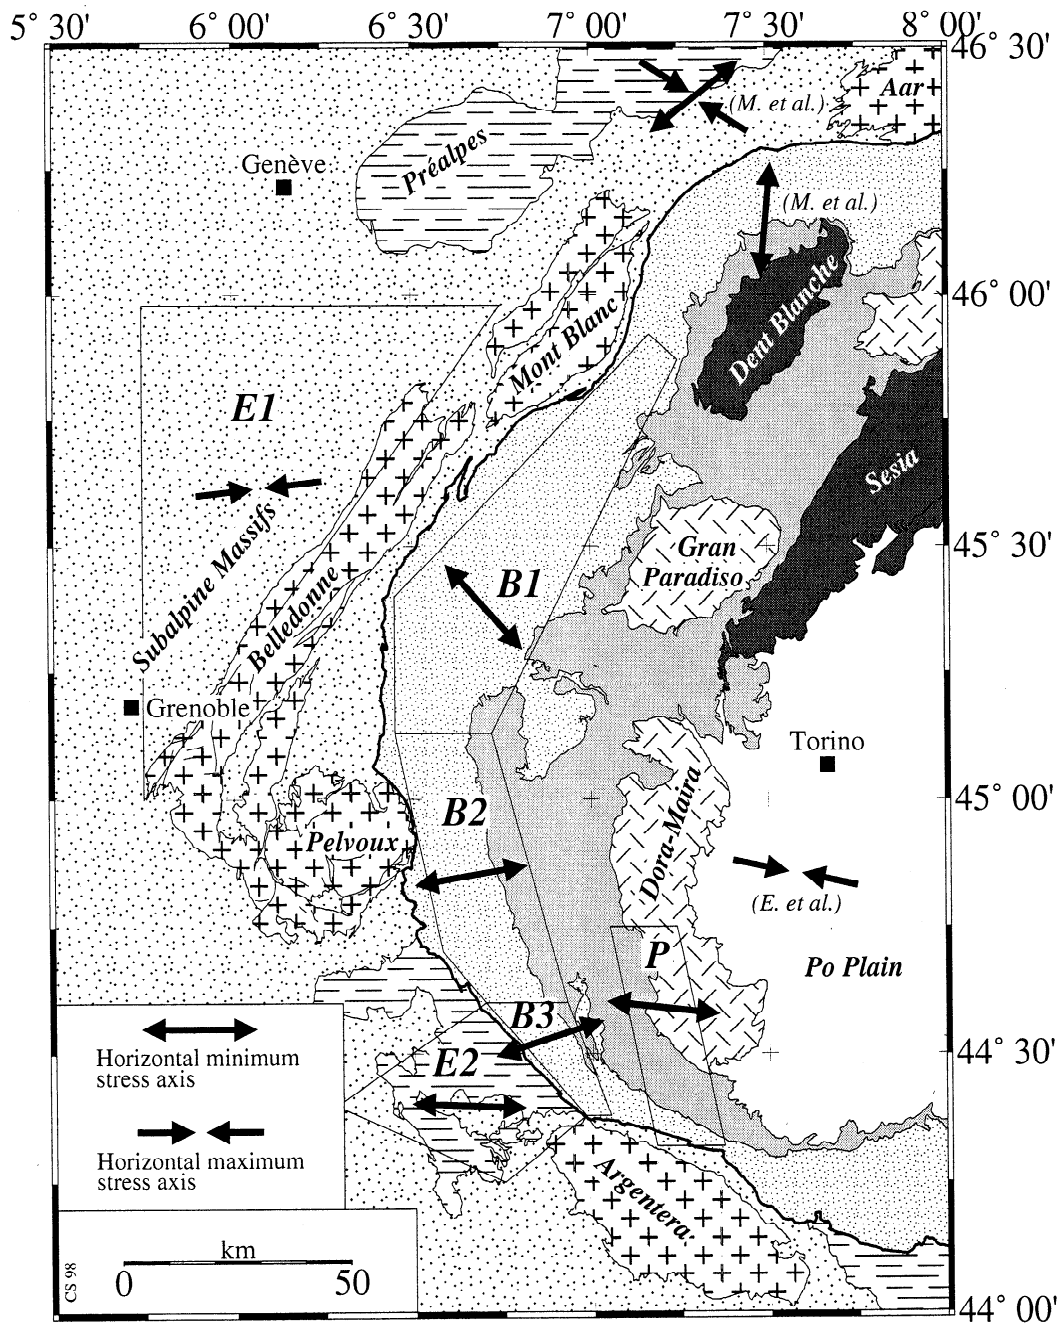 5° 30' 6° 00' 6° 30' 7° 00' 7° 30' 8° 00'
46° 30'
Aar
(M. et al.)
Préalpes
Genève
(M. et al.)
46° 00'
Dent Blanche
Mont Blanc
E1
Sesia
Subalpine Massifs
45° 30'
Gran
Paradiso
B1
Belledonne
Grenoble
Torino
45° 00'
B2
Dora-Maira
Pelvoux
(E. et al.)
P
Po Plain
B3
E2
44° 30'
Horizontal minimum
stress axis
Horizontal maximum
stress axis
Argentera
km
0 50
CS 98
44° 00'